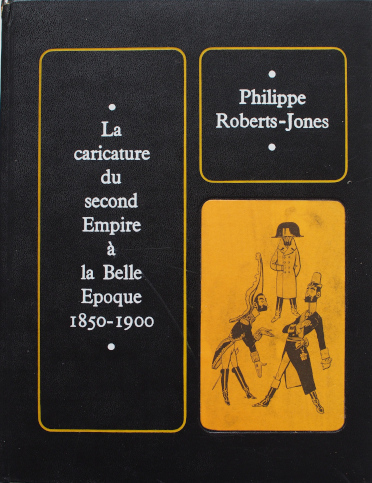 La
caricature
du
second
Empire
à
la Belle
Epoque
1850-1900
Philippe
Roberts-Jones